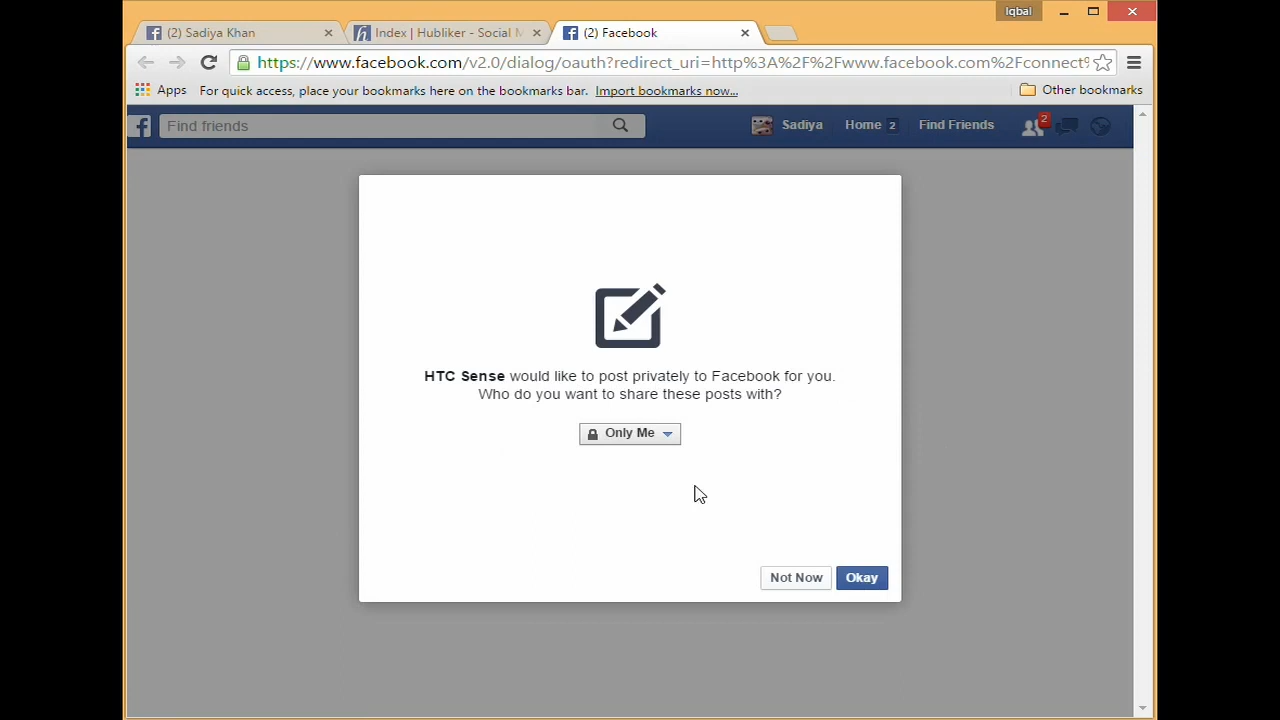 Iqbal
(2) Sadiya Khan
Index | Hubliker - Social M
(2) Facebook
https://www.facebook.com/v2.0/dialog/oauth?redirect_uri=http%3A%2F%2Fwww.facebook.com%2Fconnect%
Apps For quick access, place your bookmarks here on the bookmarks bar. Import bookmarks now... Other bookmarks
Find friends
Sadiya Home 2 Find Friends 2
HTC Sense would like to post privately to Facebook for you.
Who do you want to share these posts with?
Only Me
Not Now Okay